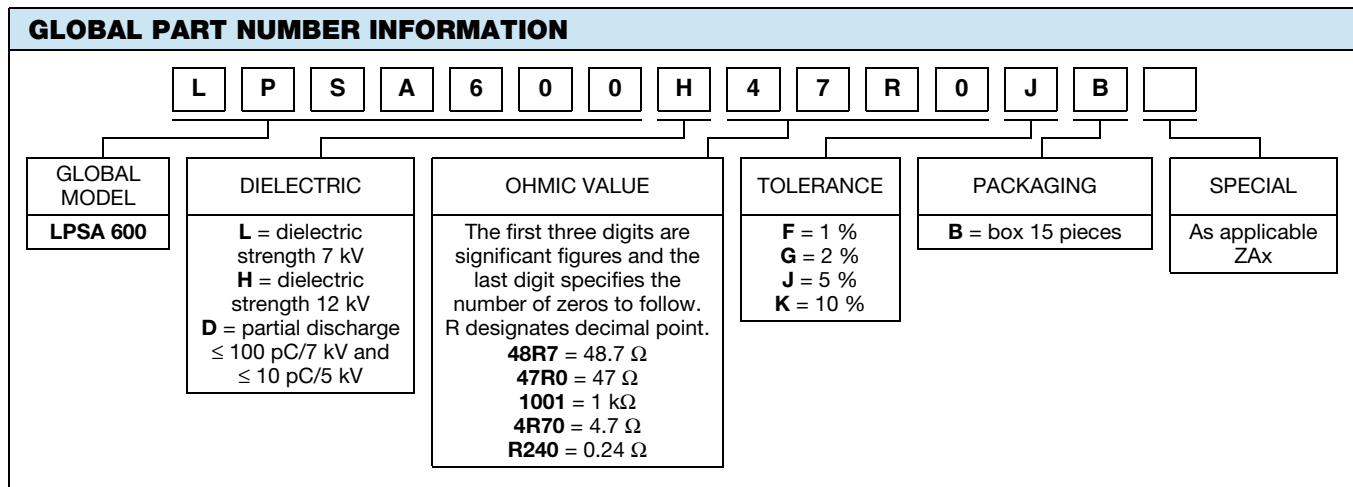 GLOBAL PART NUMBER INFORMATION
L P S A 6 0 0 H 4 7 R 0 J B
GLOBAL
MODEL
LPSA 600
DIELECTRIC
L = dielectric
strength 7 kV
H = dielectric
strength 12 kV
D = partial discharge
≤ 100 pC/7 kV and
≤ 10 pC/5 kV
OHMIC VALUE
The first three digits are
significant figures and the
last digit specifies the
number of zeros to follow.
R designates decimal point.
48R7 = 48.7 Ω
47R0 = 47 Ω
1001 = 1 kΩ
4R70 = 4.7 Ω
R240 = 0.24 Ω
TOLERANCE
F = 1 %
G = 2 %
J = 5 %
K = 10 %
PACKAGING
B = box 15 pieces
SPECIAL
As applicable
ZAx